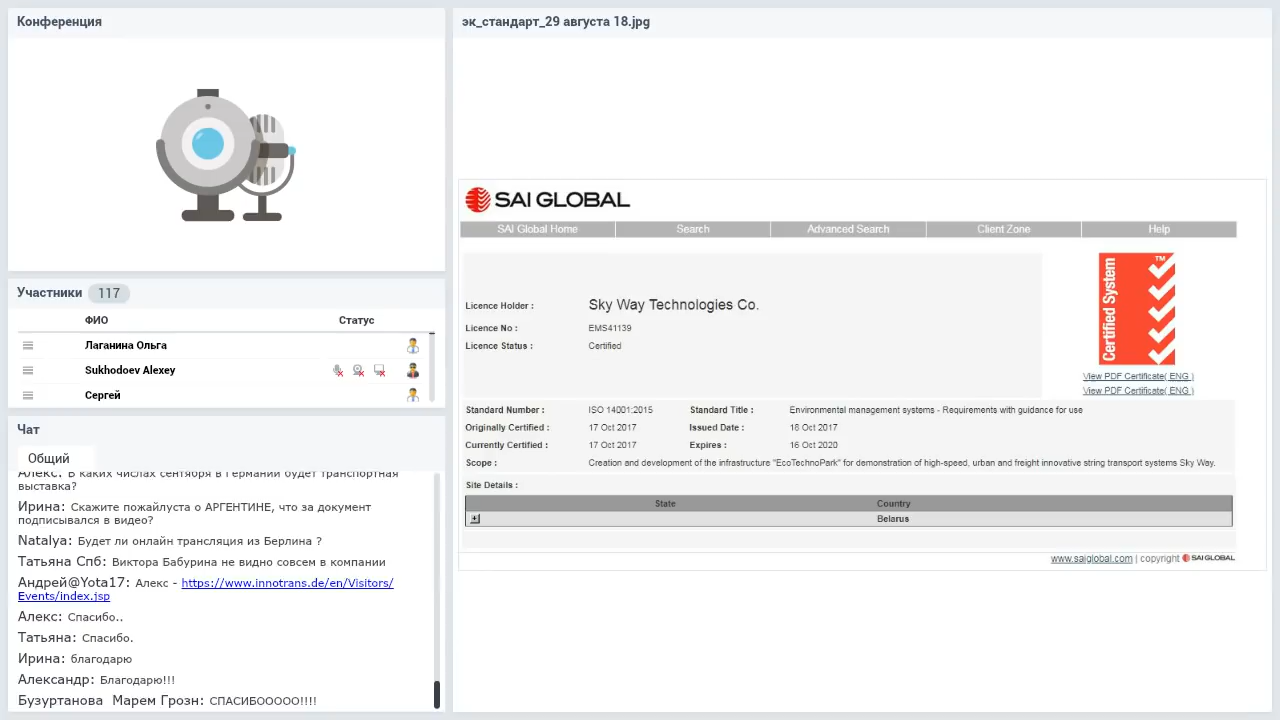 Конференция
Участники 117
ФИО Статус
Лаганина Ольга
Sukhodoev Alexey
Сергей
Чат
Общий
Алекс: В каких числах сентября в Германии будет транспортная
выставка?
Ирина: Скажите пожайлуста о АРГЕНТИНЕ, что за документ
подписывался в видео?
Natalya: Будет ли онлайн трансляция из Берлина ?
Татьяна Спб: Виктора Бабурина не видно совсем в компании
Андрей@Yota17: Алекс - https://www.innotrans.de/en/Visitors/
Events/index.jsp
Алекс: Спасибо..
Татьяна: Спасибо.
Ирина: благодарю
Александр: Благодарю!!!
Бузуртанова Марем Грозн: СПАСИБООООО!!!!
эк_стандарт_29 августа 18.jpg
SAI GLOBAL
SAI Global Home Search Advanced Search Client Zone Help
Licence Holder : Sky Way Technologies Co.
Licence No : EMS41139
Licence Status : Certified
Certified System TM
View PDF Certificate( ENG )
View PDF Certificate( ENG )
Standard Number : ISO 14001:2015 Standard Title : Environmental management systems - Requirements with guidance for use
Originally Certified : 17 Oct 2017 Issued Date : 18 Oct 2017
Currently Certified : 17 Oct 2017 Expires : 16 Oct 2020
Scope : Creation and development of the infrastructure "EcoTechnoPark" for demonstration of high-speed, urban and freight innovative string transport systems Sky Way.
Site Details :
State Country
Belarus
www.saiglobal.com | copyright SAI GLOBAL